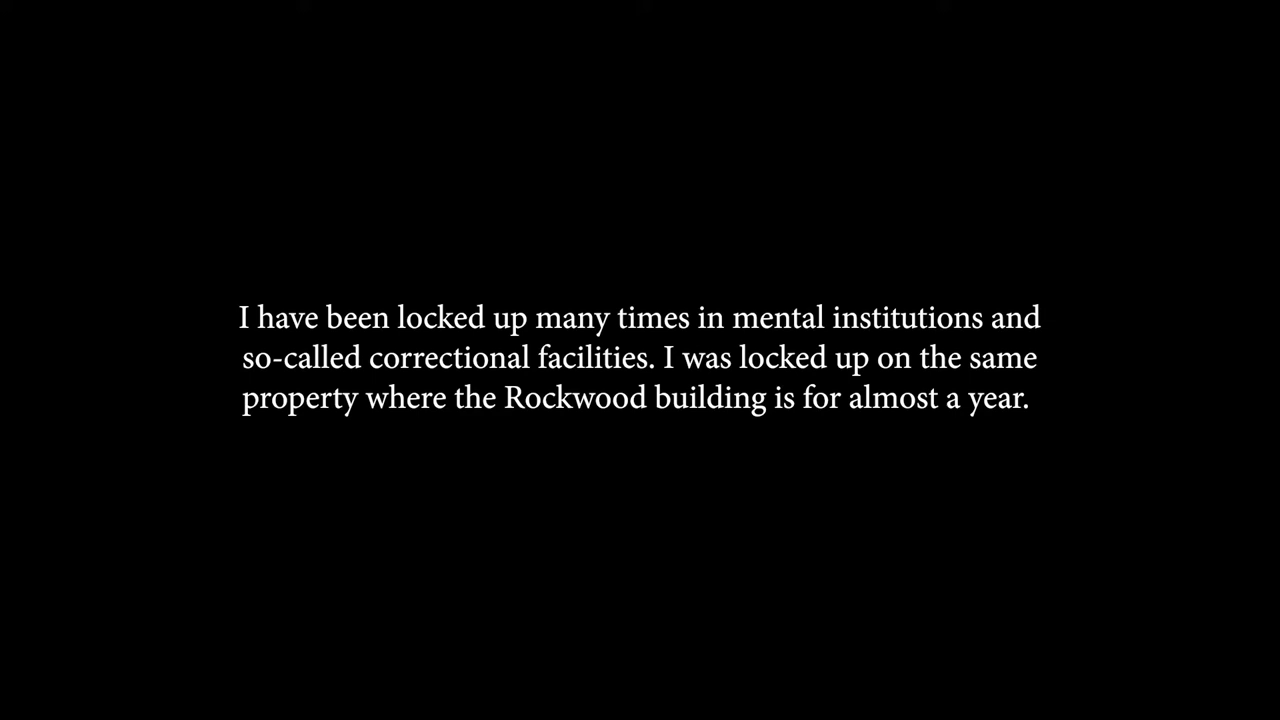 I have been locked up many times in mental institutions and
so-called correctional facilities. I was locked up on the same
property where the Rockwood building is for almost a year.